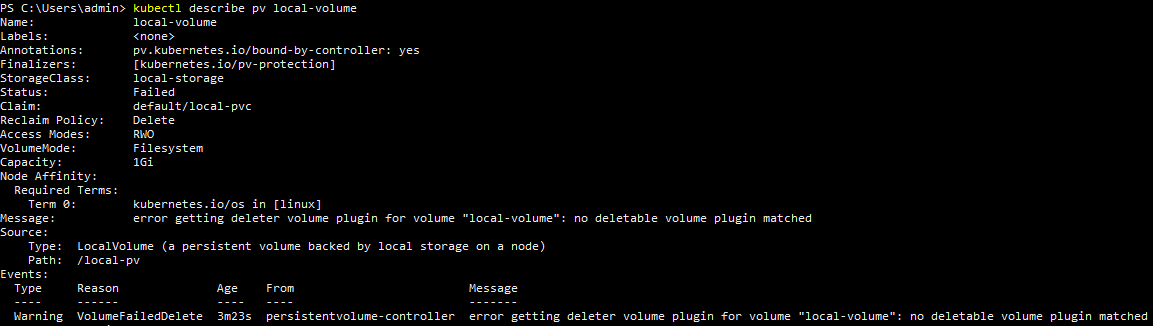 PS C:\Users\admin> kubectl describe pv local-volume
Name:              local-volume
Labels:            <none>
Annotations:       pv.kubernetes.io/bound-by-controller: yes
Finalizers:        [kubernetes.io/pv-protection]
StorageClass:      local-storage
Status:            Failed
Claim:             default/local-pvc
Reclaim Policy:    Delete
Access Modes:      RWO
VolumeMode:        Filesystem
Capacity:          1Gi
Node Affinity:
  Required Terms:
    Term 0:        kubernetes.io/os in [linux]
Message:           error getting deleter volume plugin for volume "local-volume": no deletable volume plugin matched
Source:
    Type:  LocalVolume (a persistent volume backed by local storage on a node)
    Path:  /local-pv
Events:
  Type     Reason              Age    From                         Message
  ----     ------              ----   ----                         -------
  Warning  VolumeFailedDelete  3m23s  persistentvolume-controller  error getting deleter volume plugin for volume "local-volume": no deletable volume plugin matched